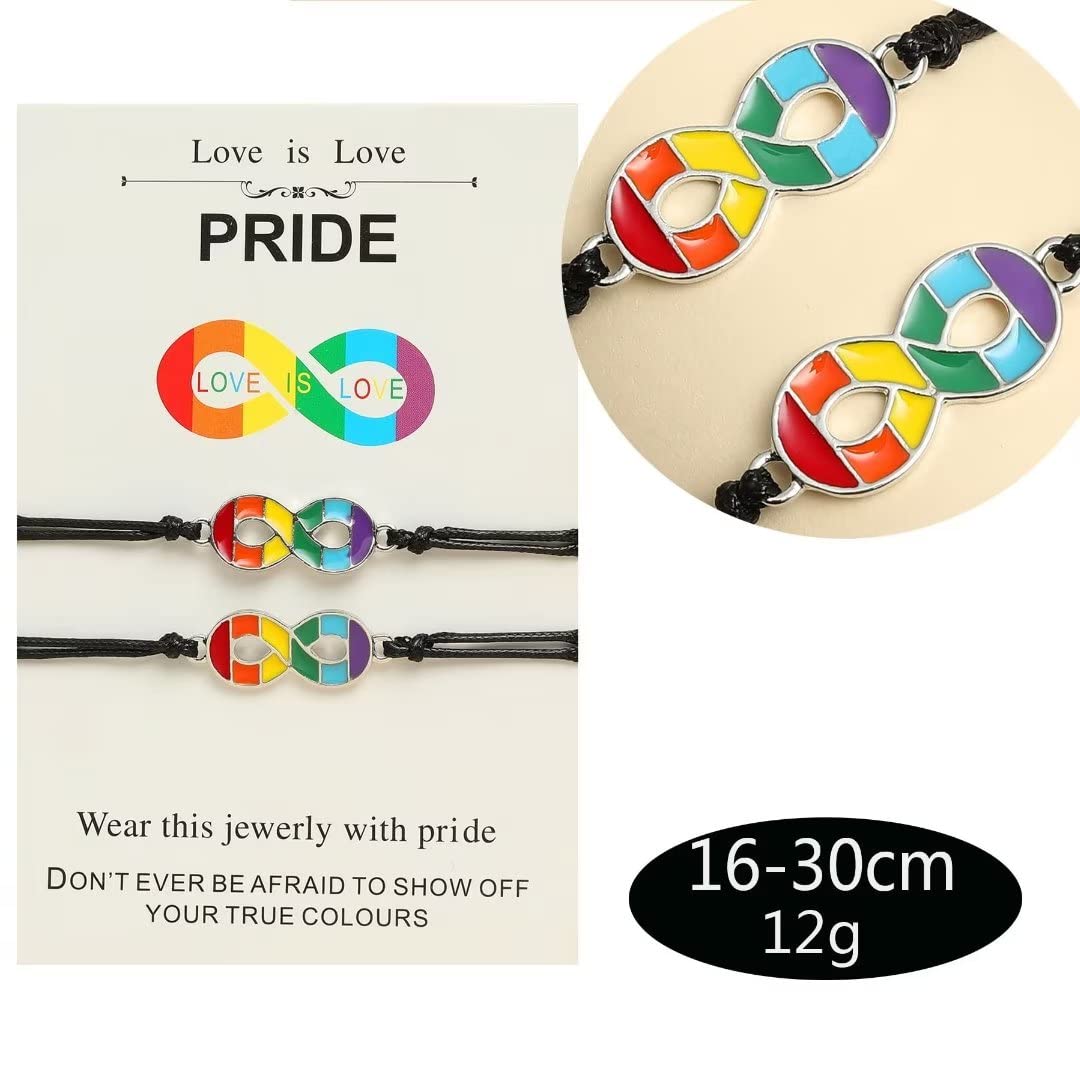 Love is Love
PRIDE
LOVE IS LOVE
Wear this jewerly with pride
DON'T EVER BE AFRAID TO SHOW OFF
YOUR TRUE COLOURS
16-30cm
12g